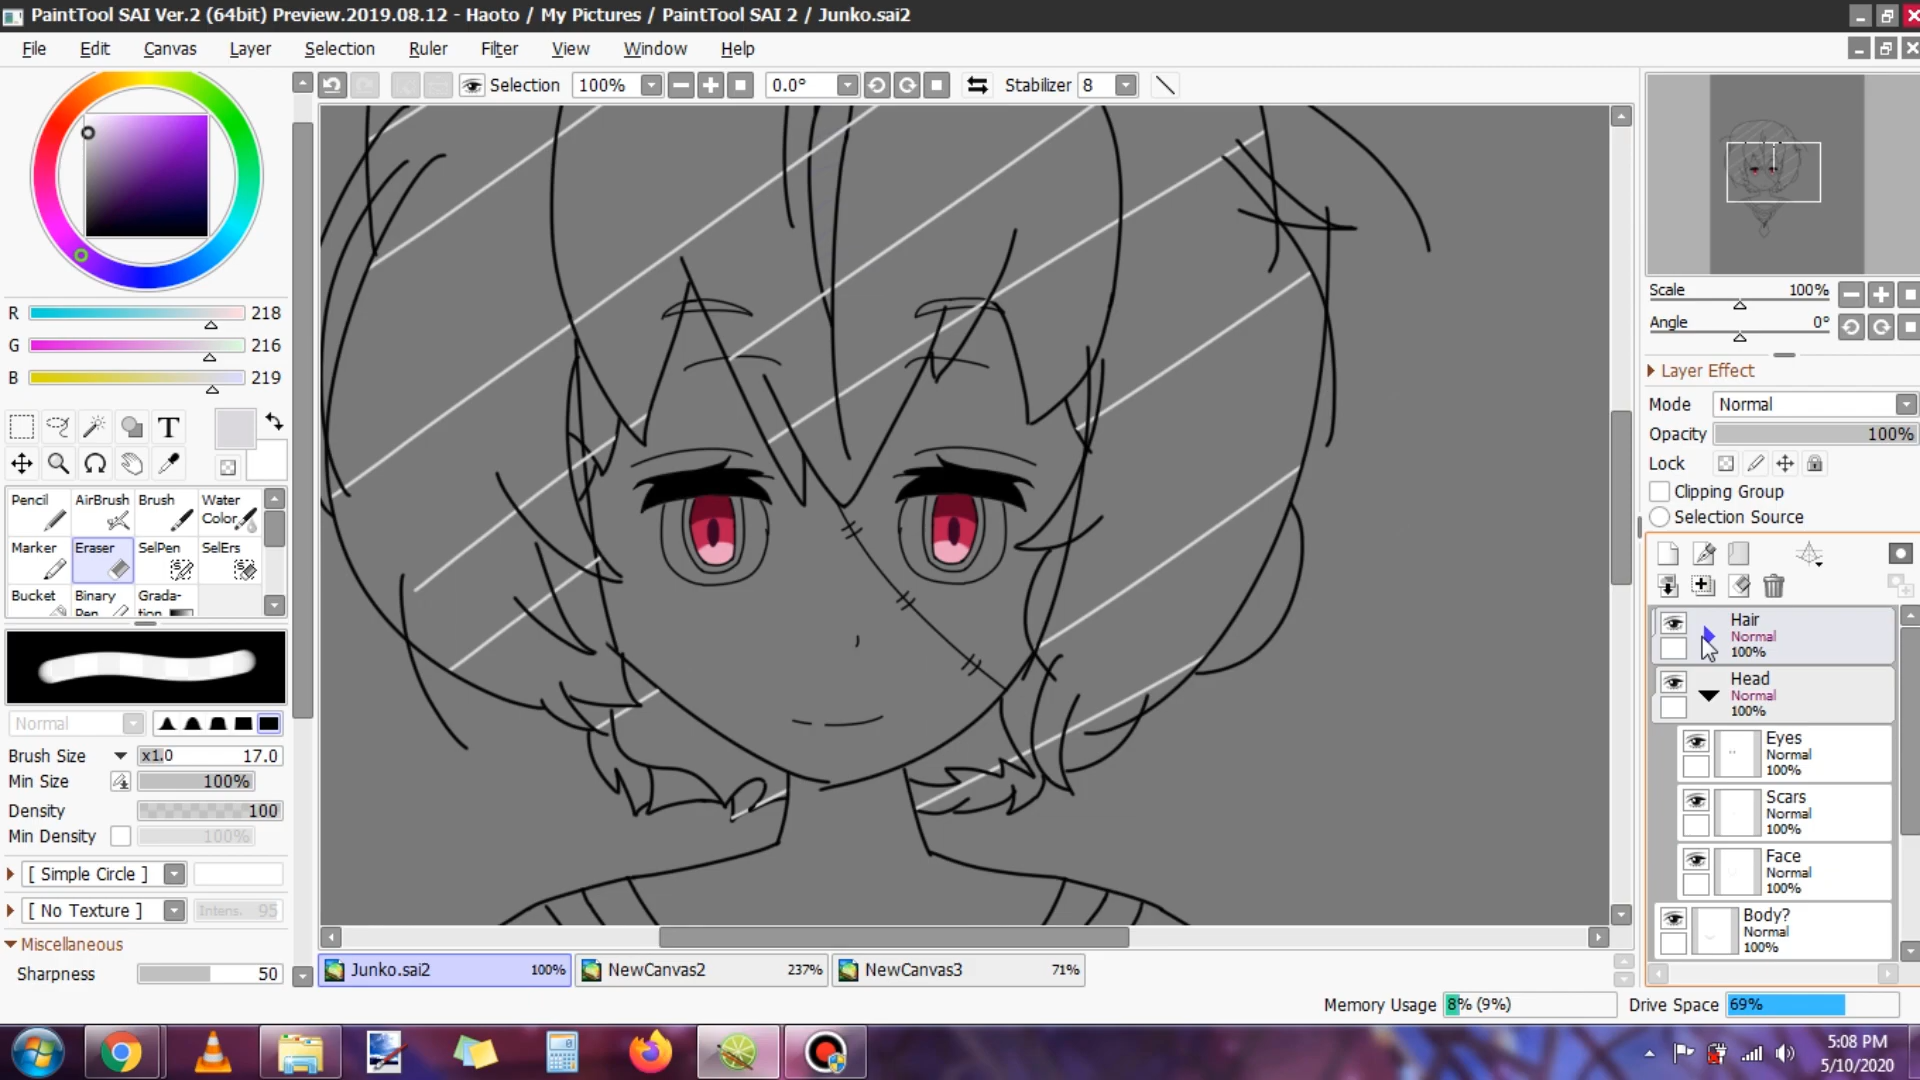 PaintTool SAI Ver.2 (64bit) Preview.2019.08.12 - Haoto / My Pictures / PaintTool SAI 2 / Junko.sai2
File Edit Canvas Layer Selection Ruler Filter View Window Help
Selection 100% 0.0° Stabilizer 8
R 218
G 216
B 219
T
Pencil AirBrush Brush Water Color
Marker Eraser SelPen SelErs
Bucket Binary Pen Grada-tion
Normal
Brush Size x1.0 17.0
Min Size 100%
Density 100
Min Density 100%
[ Simple Circle ]
[ No Texture ] Intens. 95
Miscellaneous
Sharpness 50
Scale 100%
Angle 0°
Layer Effect
Mode Normal
Opacity 100%
Lock
Clipping Group
Selection Source
Hair
Normal
100%
Head
Normal
100%
Eyes
Normal
100%
Scars
Normal
100%
Face
Normal
100%
Body?
Normal
100%
Junko.sai2 100% NewCanvas2 237% NewCanvas3 71%
Memory Usage 8% (9%) Drive Space 69%
5:08 PM
5/10/2020